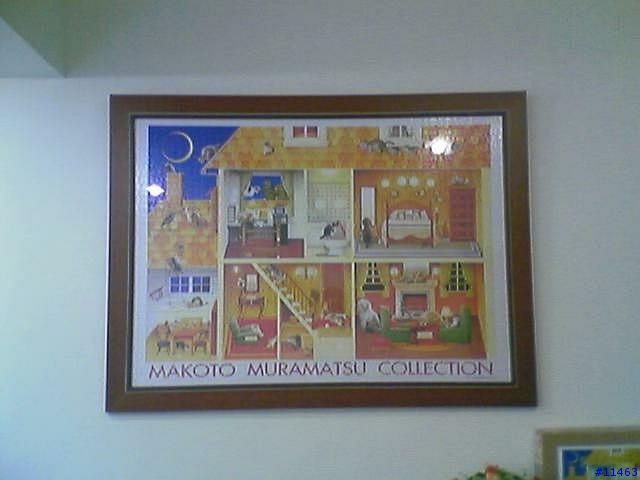 MAKOTO MURAMATSU COLLECTION
#11463